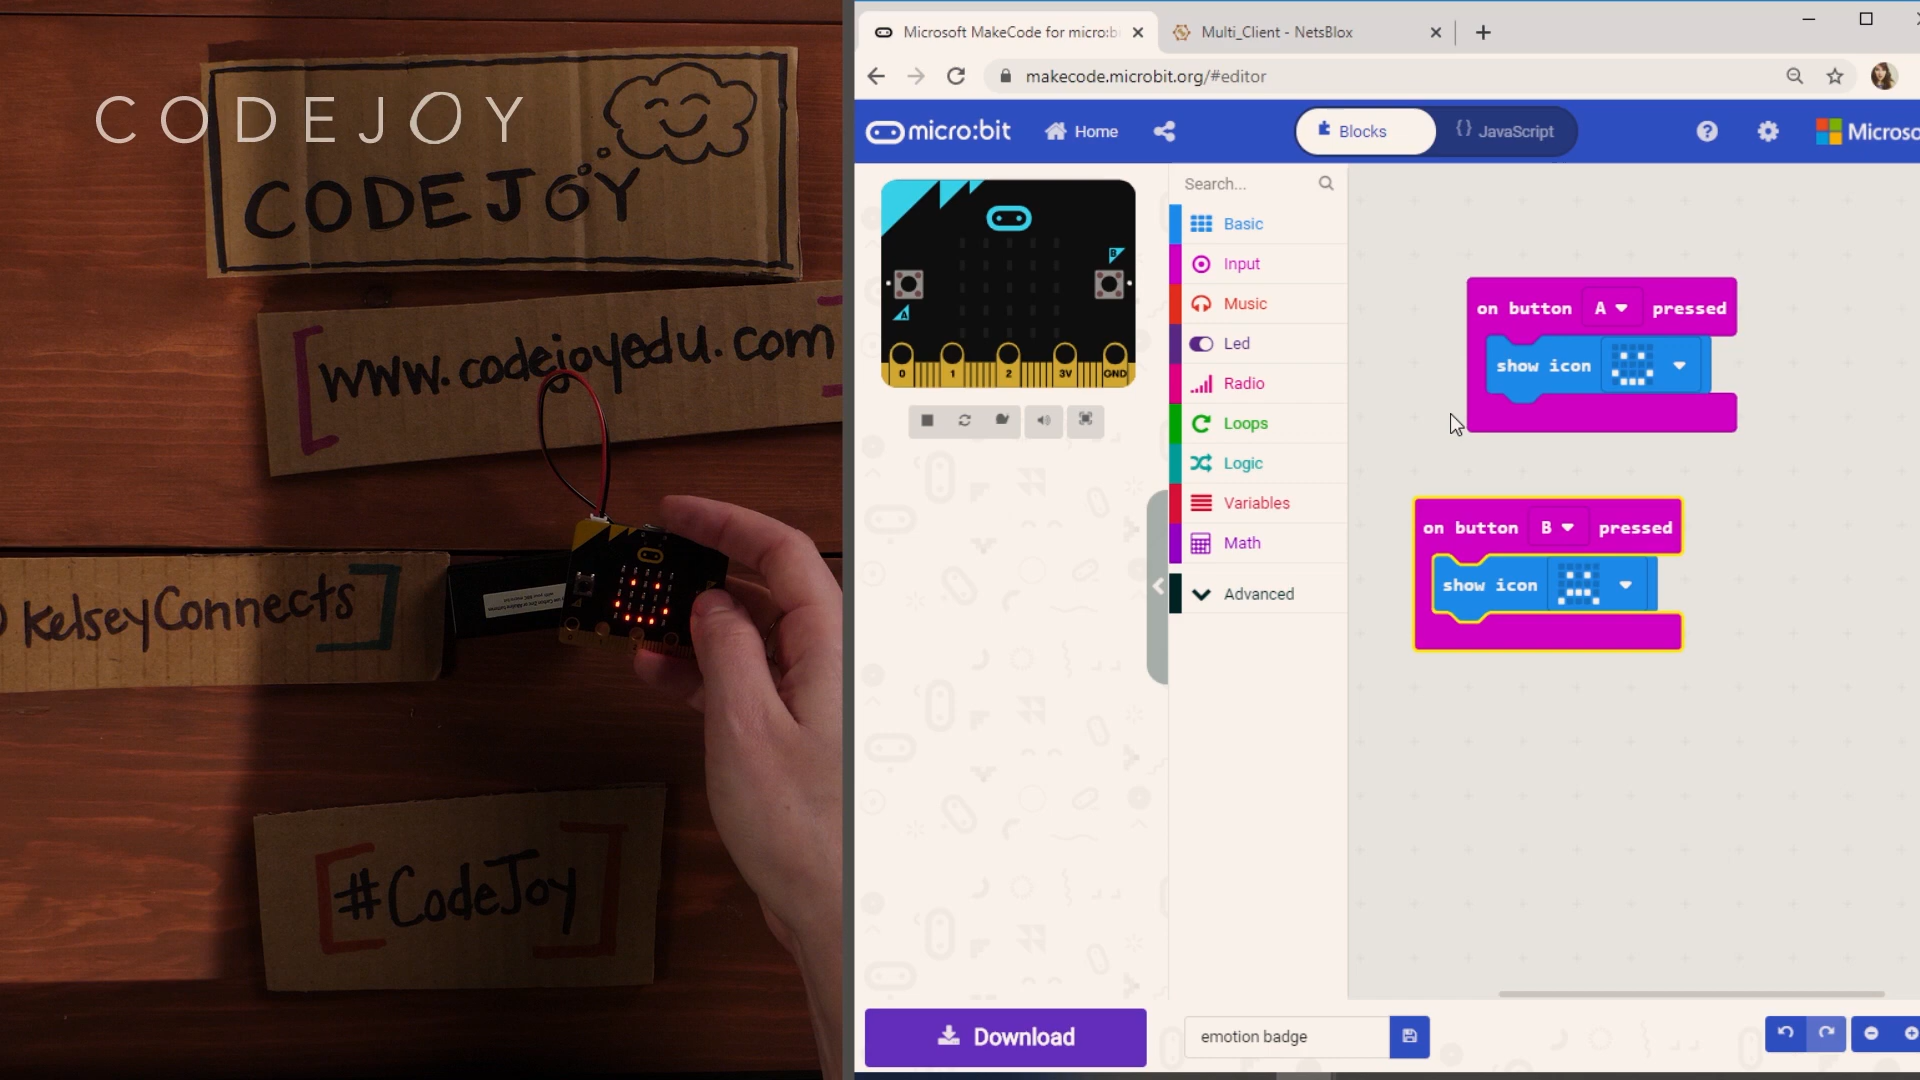 CODEJOY
CODEJOY
www.codejoyedu.com
kelseyConnects
#CodeJoy
Microsoft MakeCode for micro:b
Multi_Client - NetsBlox
makecode.microbit.org/#editor
micro:bit
Home
Blocks
{} JavaScript
Microso
Search...
Basic
Input
Music
Led
Radio
Loops
Logic
Variables
Math
Advanced
A
B
0 1 2 3V GND
on button A pressed
show icon
on button B pressed
show icon
Download
emotion badge